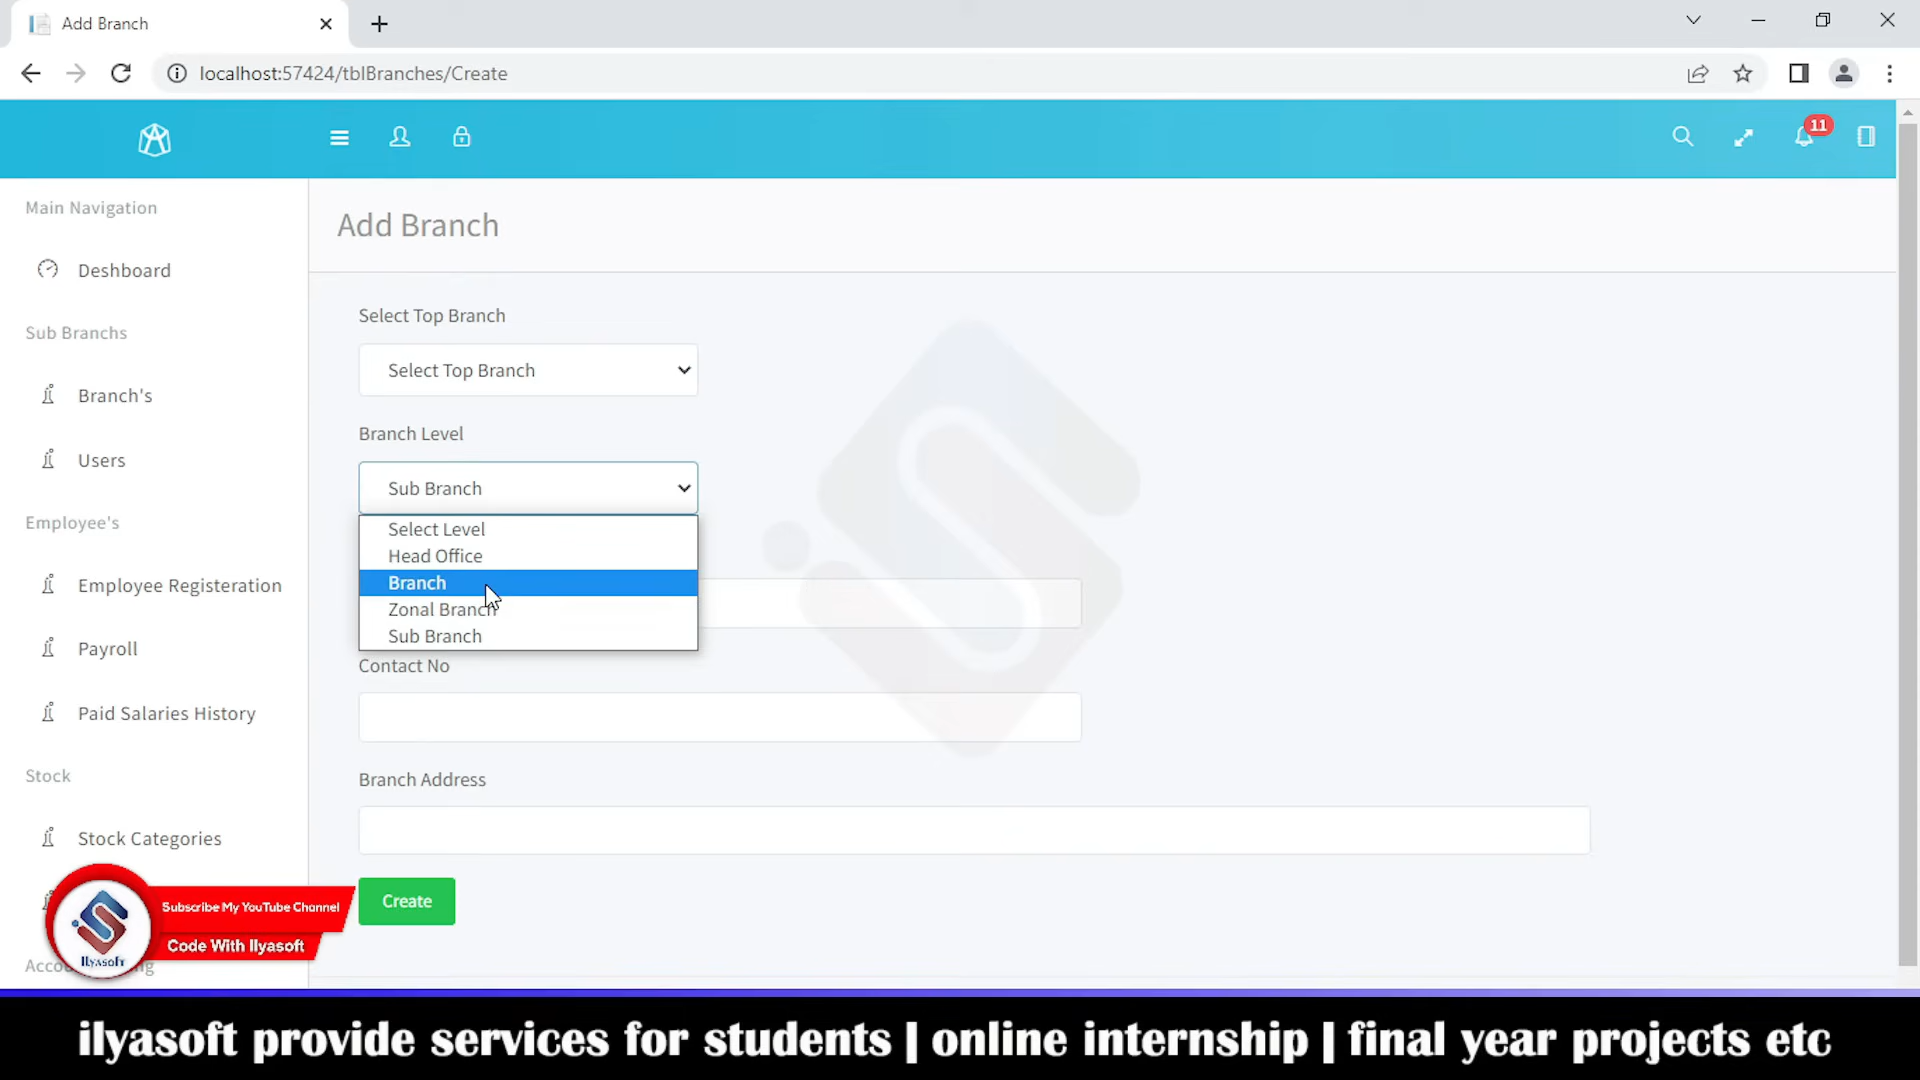 Add Branch
localhost:57424/tblBranches/Create
11
Main Navigation
Deshboard
Sub Branchs
Branch's
Users
Employee's
Employee Registeration
Payroll
Paid Salaries History
Stock
Stock Categories
Add Branch
Select Top Branch
Select Top Branch
Branch Level
Sub Branch
Select Level
Head Office
Branch
Zonal Branch
Sub Branch
Contact No
Branch Address
Create
Subscribe My YouTube Channel
Code With Ilyasoft
Ilyasoft
ilyasoft provide services for students | online internship | final year projects etc